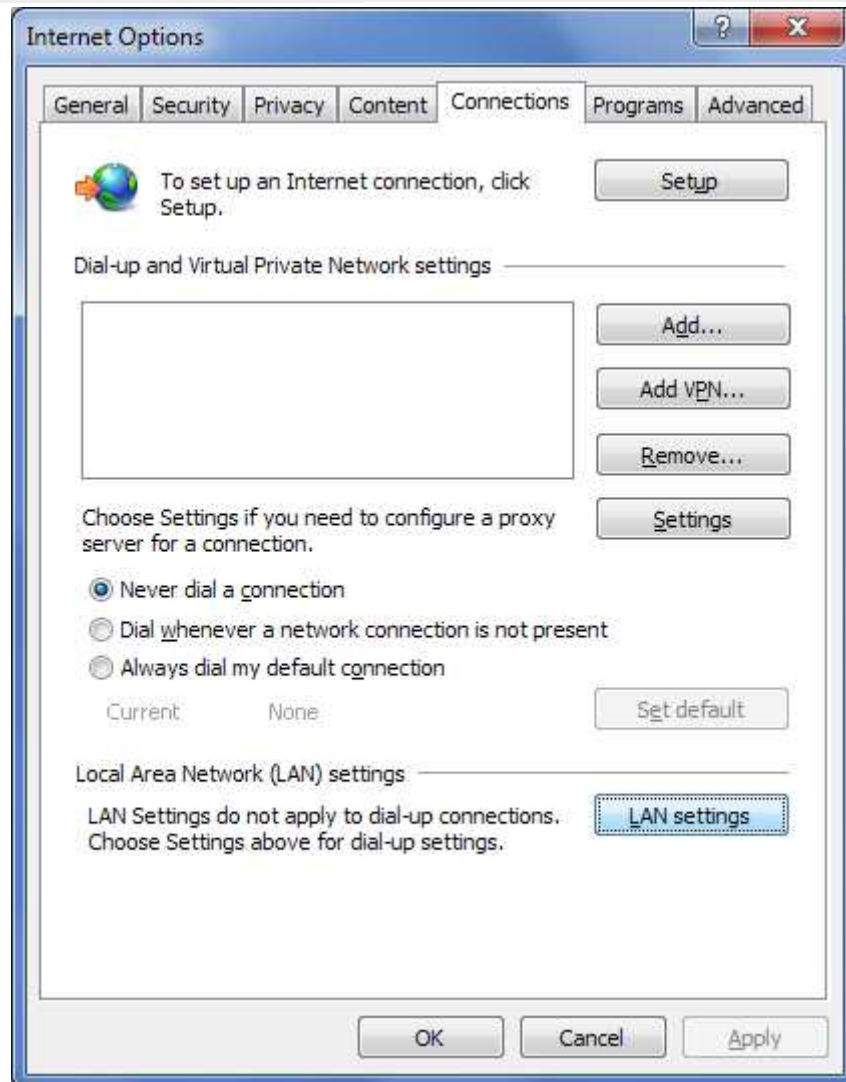 Internet Options
?
X
General Security Privacy Content Connections Programs Advanced
To set up an Internet connection, click
Setup.
Setup
Dial-up and Virtual Private Network settings
Add...
Add VPN...
Remove...
Choose Settings if you need to configure a proxy
server for a connection.
Settings
Never dial a connection
Dial whenever a network connection is not present
Always dial my default connection
Current None
Set default
Local Area Network (LAN) settings
LAN Settings do not apply to dial-up connections.
Choose Settings above for dial-up settings.
LAN settings
OK Cancel Apply